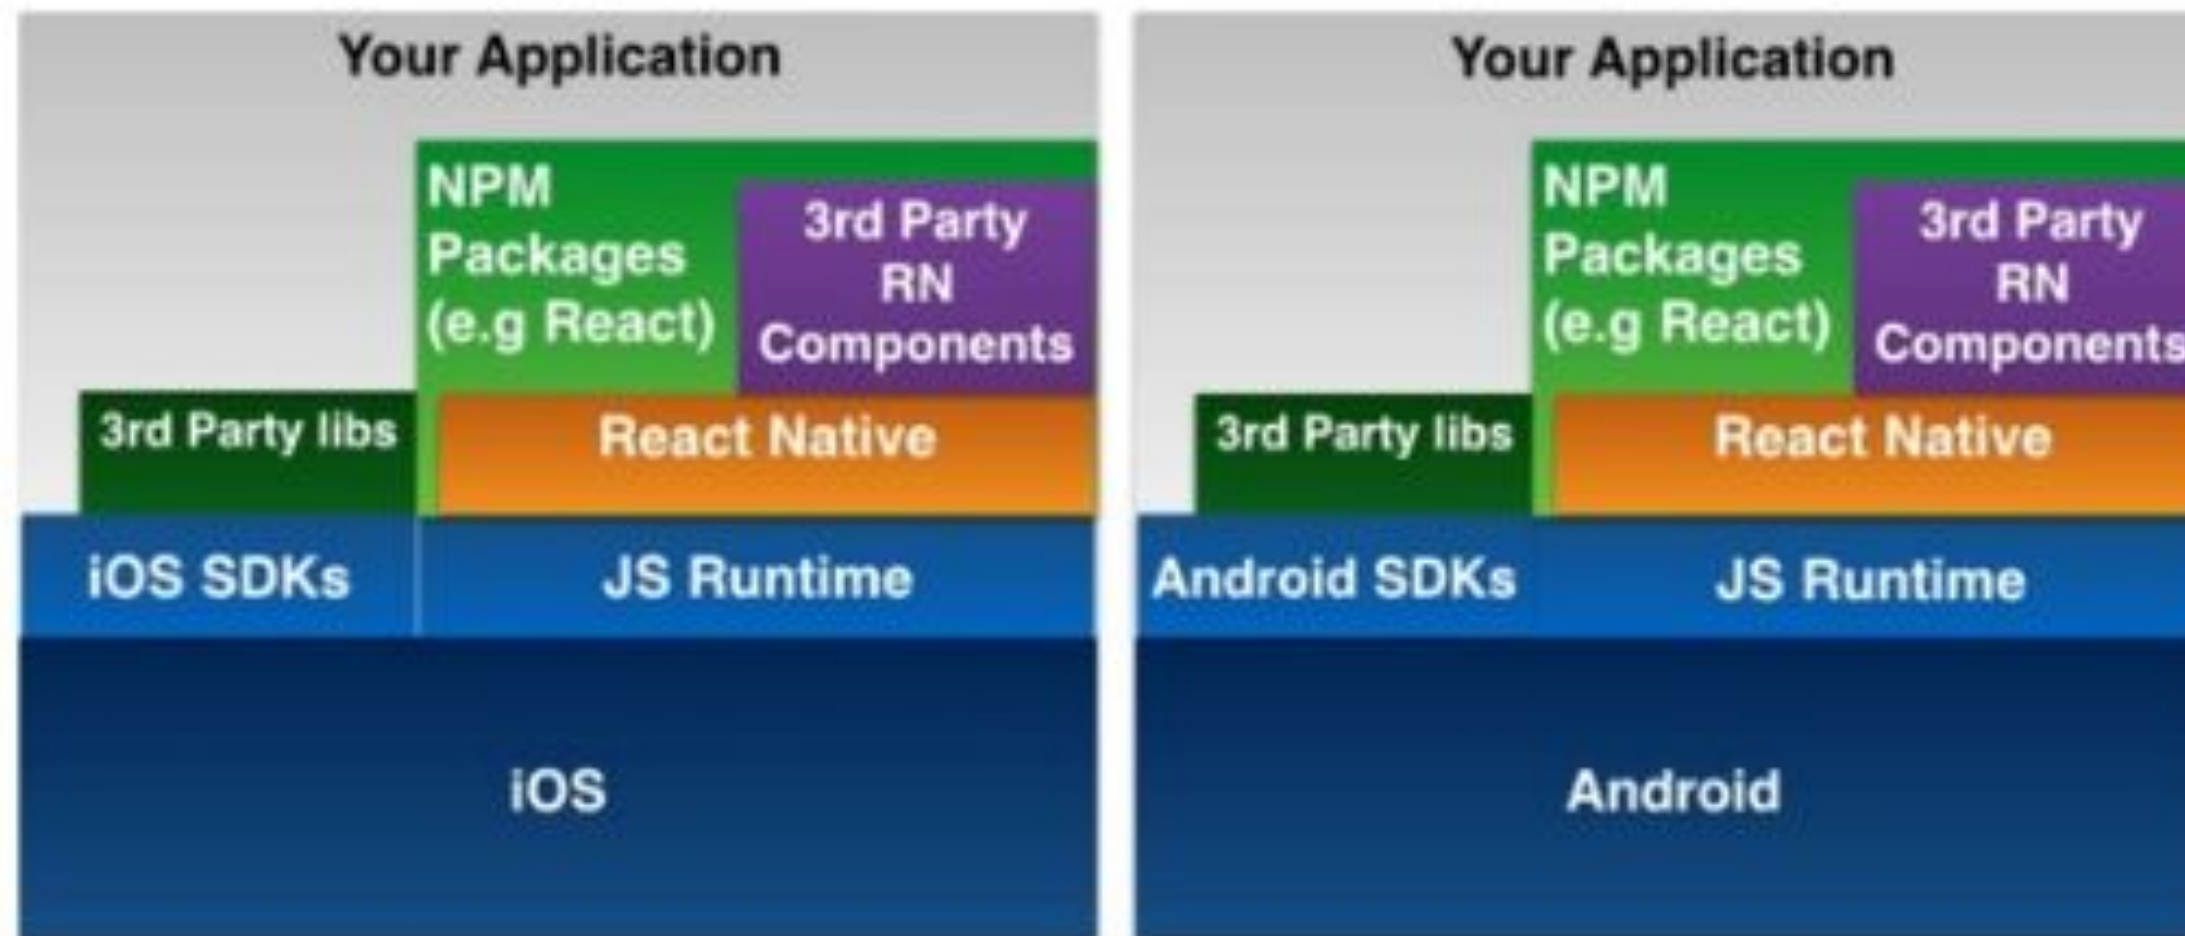 Your Application
NPM
Packages
(e.g React)
3rd Party
RN
Components
3rd Party libs
React Native
iOS SDKs
JS Runtime
iOS
Your Application
NPM
Packages
(e.g React)
3rd Party
RN
Components
3rd Party libs
React Native
Android SDKs
JS Runtime
Android